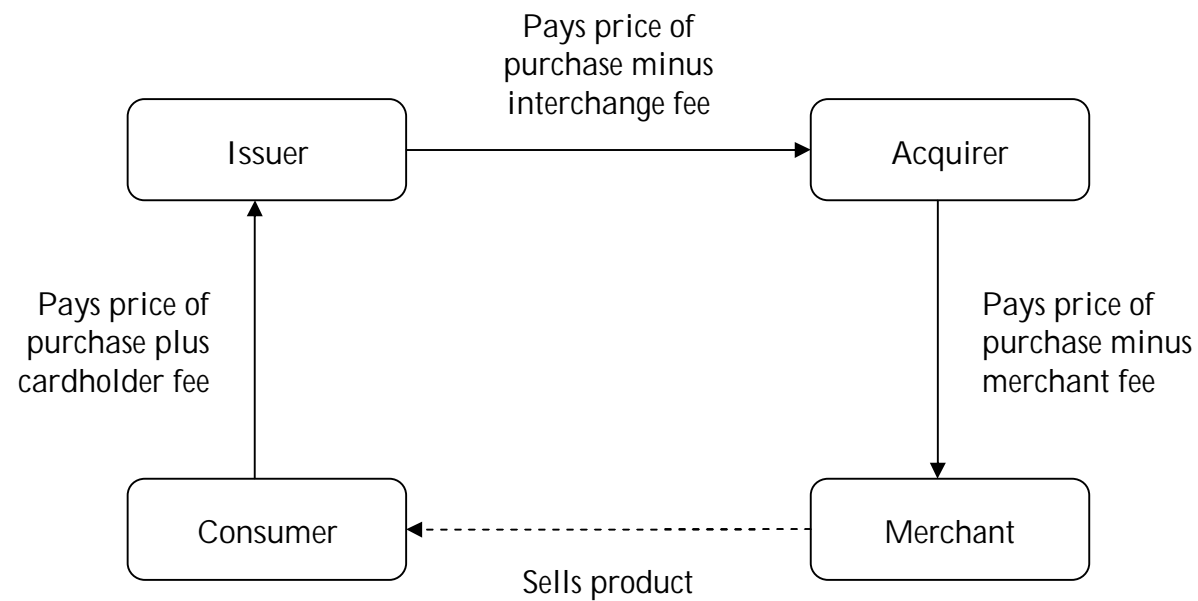 Pays price of
purchase minus
interchange fee
Issuer
Acquirer
Pays price of
purchase plus
cardholder fee
Pays price of
purchase minus
merchant fee
Consumer
Merchant
Sells product